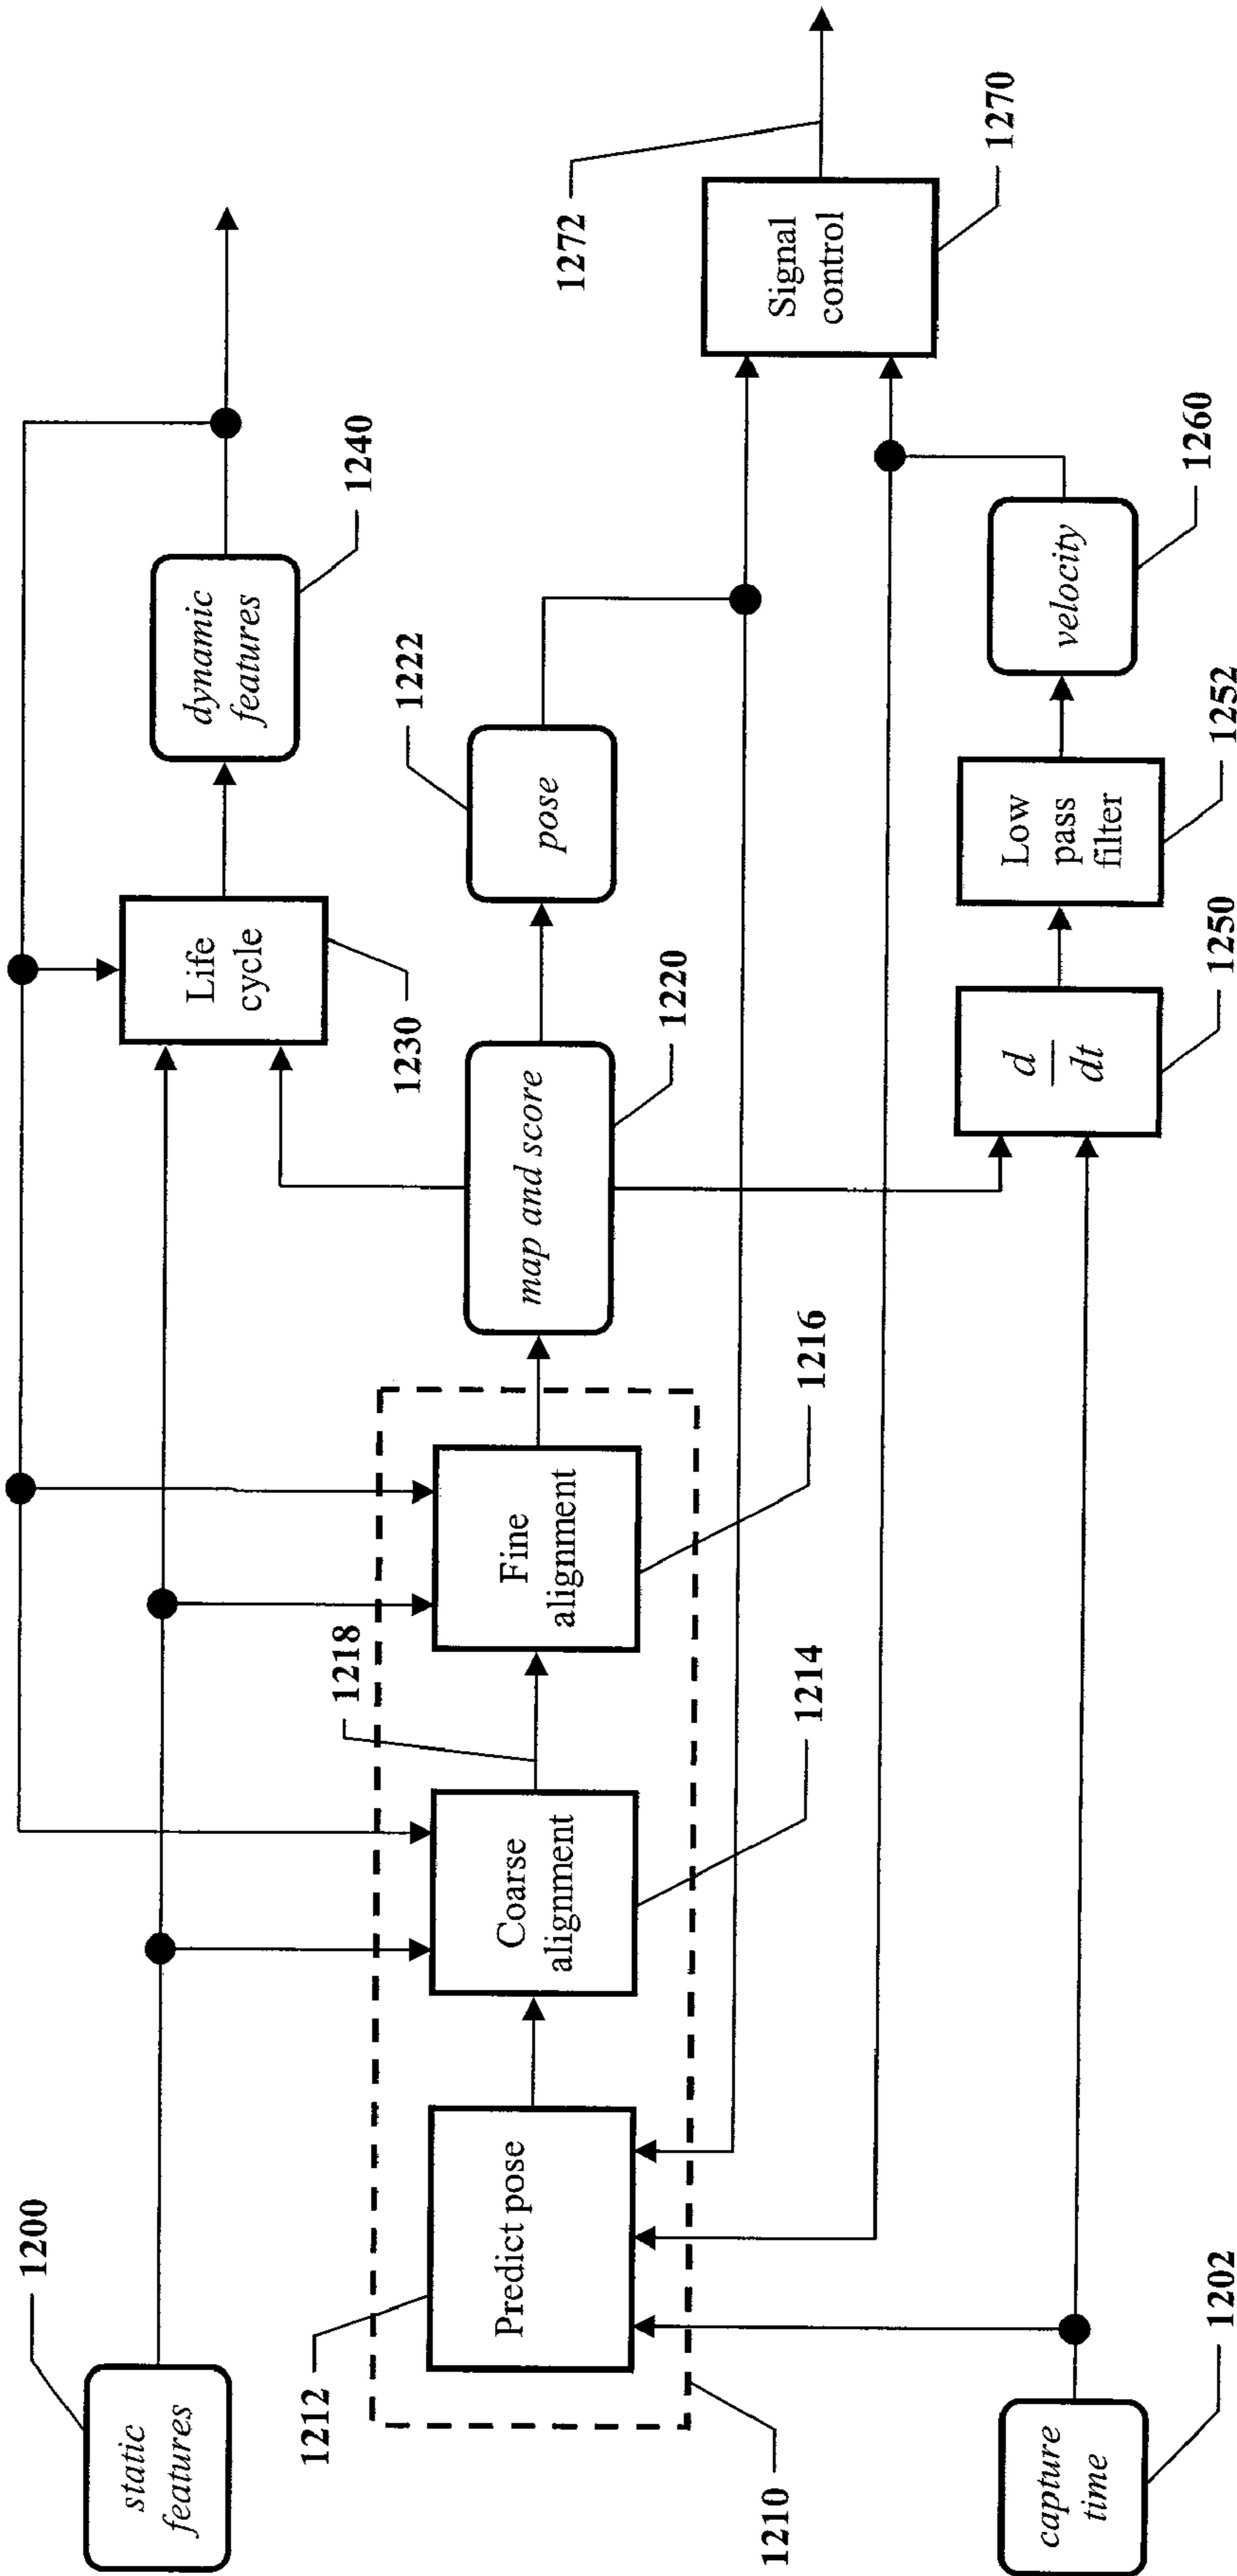 1200
static
features
1212
Predict pose
1210
capture
time
1202
Coarse
alignment
1218
1214
Fine
alignment
1216
map and score
1220
Life
cycle
1230
dynamic
features
1240
pose
1222
d
dt
1250
Low
pass
filter
1252
velocity
1260
Signal
control
1270
1272